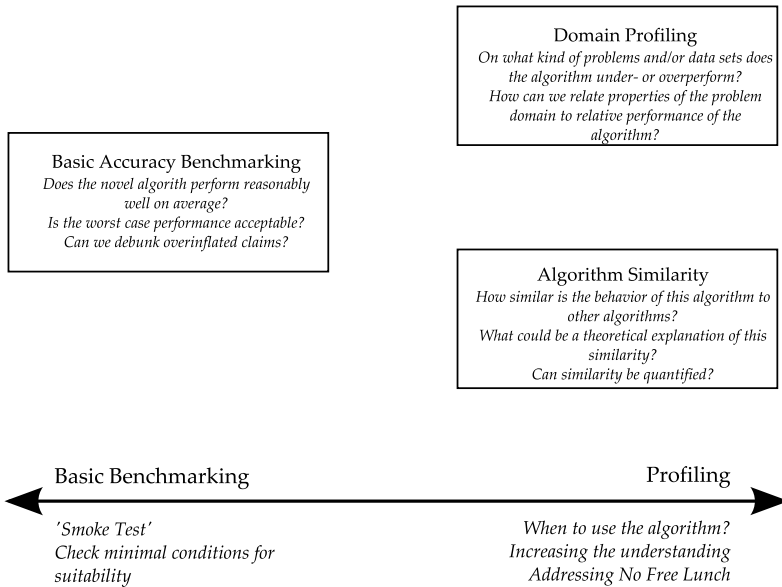 Domain Profiling
On what kind of problems and/or data sets does
the algorithm under- or overperform?
How can we relate properties of the problem
domain to relative performance of the
algorithm?
Basic Accuracy Benchmarking
Does the novel algorith perform reasonably
well on average?
Is the worst case performance acceptable?
Can we debunk overinflated claims?
Algorithm Similarity
How similar is the behavior of this algorithm to
other algorithms?
What could be a theoretical explanation of this
similarity?
Can similarity be quantified?
Basic Benchmarking
Profiling
'Smoke Test'
Check minimal conditions for
suitability
When to use the algorithm?
Increasing the understanding
Addressing No Free Lunch